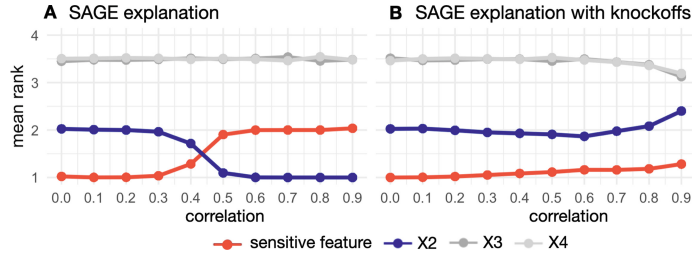 A SAGE explanation
B SAGE explanation with knockoffs
mean rank
4
3
2
1
0.0 0.1 0.2 0.3 0.4 0.5 0.6 0.7 0.8 0.9
0.0 0.1 0.2 0.3 0.4 0.5 0.6 0.7 0.8 0.9
correlation
correlation
sensitive feature X2 X3 X4